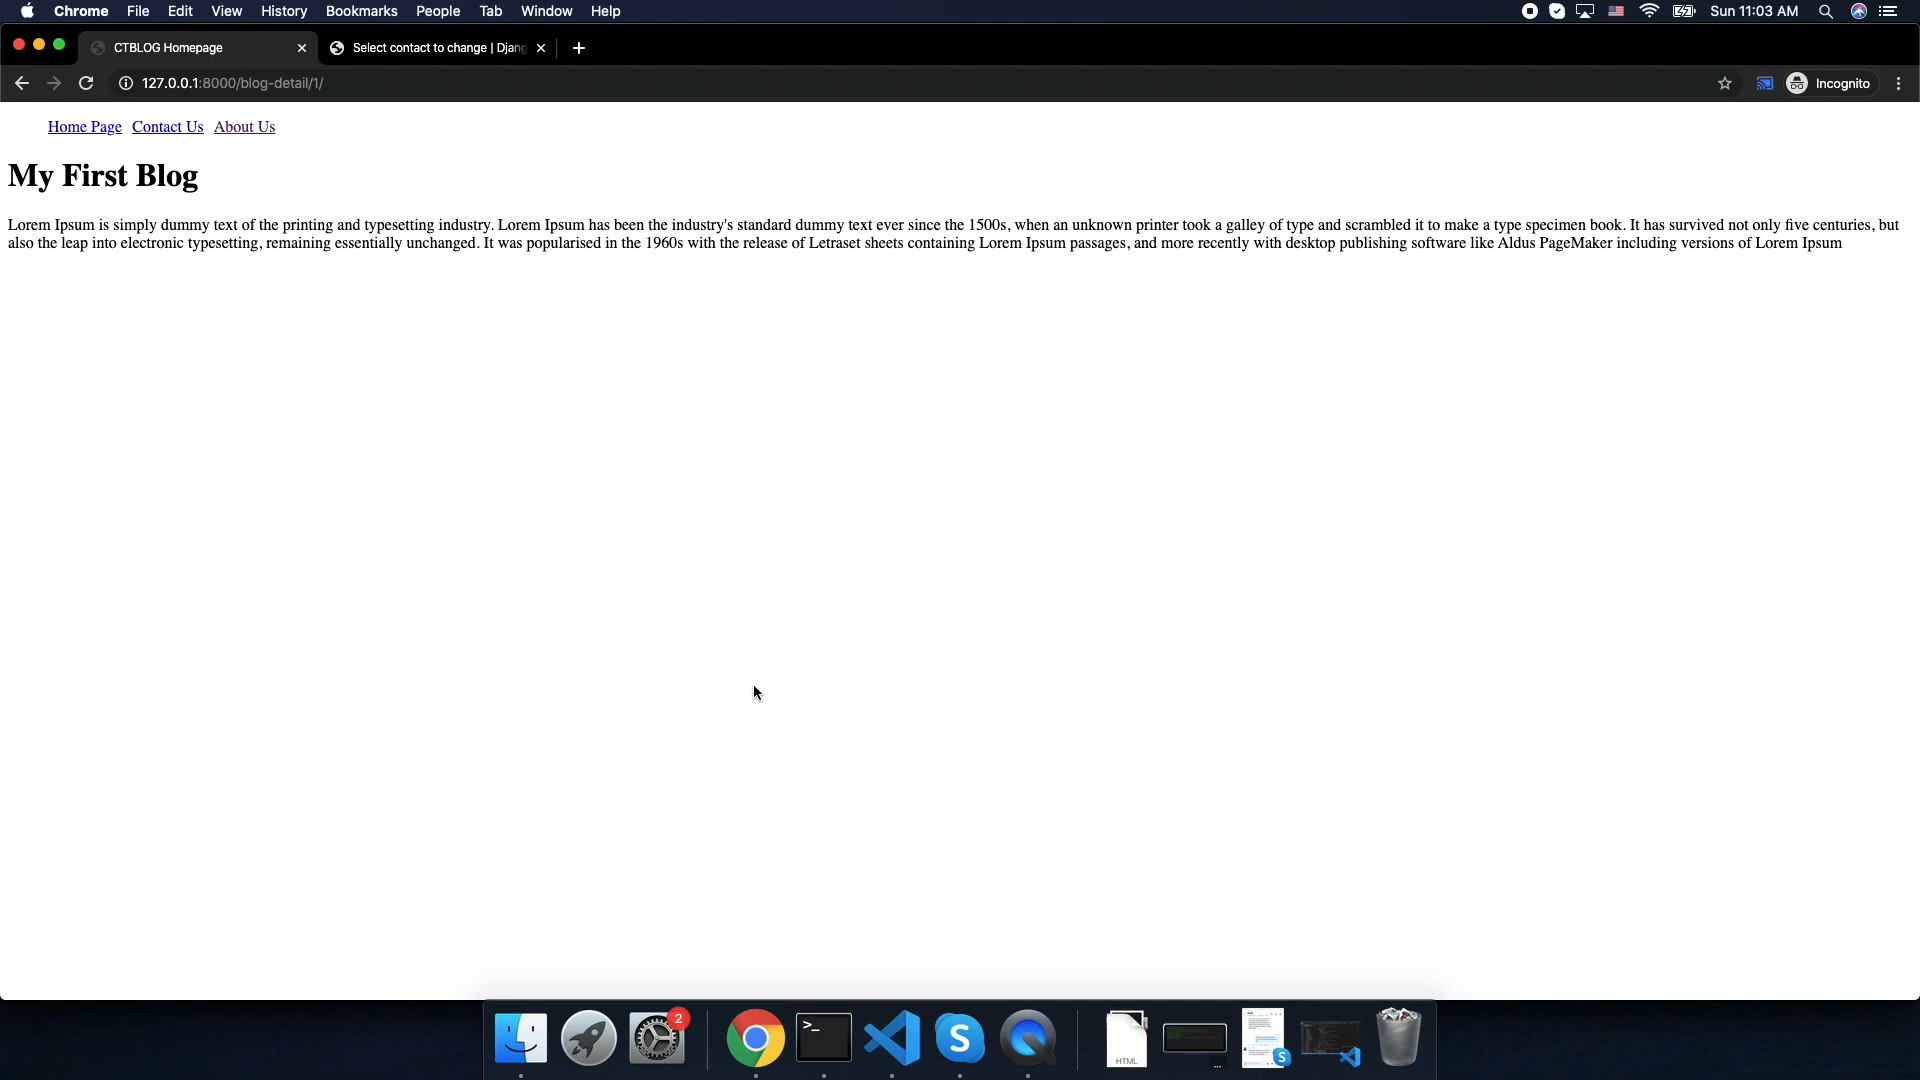 Chrome File Edit View History Bookmarks People Tab Window Help Sun 11:03 AM
CTBLOG Homepage Select contact to change | Djang
127.0.0.1:8000/blog-detail/1/ Incognito
Home Page Contact Us About Us
My First Blog
Lorem Ipsum is simply dummy text of the printing and typesetting industry. Lorem Ipsum has been the industry's standard dummy text ever since the 1500s, when an unknown printer took a galley of type and scrambled it to make a type specimen book. It has survived not only five centuries, but
also the leap into electronic typesetting, remaining essentially unchanged. It was popularised in the 1960s with the release of Letraset sheets containing Lorem Ipsum passages, and more recently with desktop publishing software like Aldus PageMaker including versions of Lorem Ipsum
2
>_
S
HTML
...
S